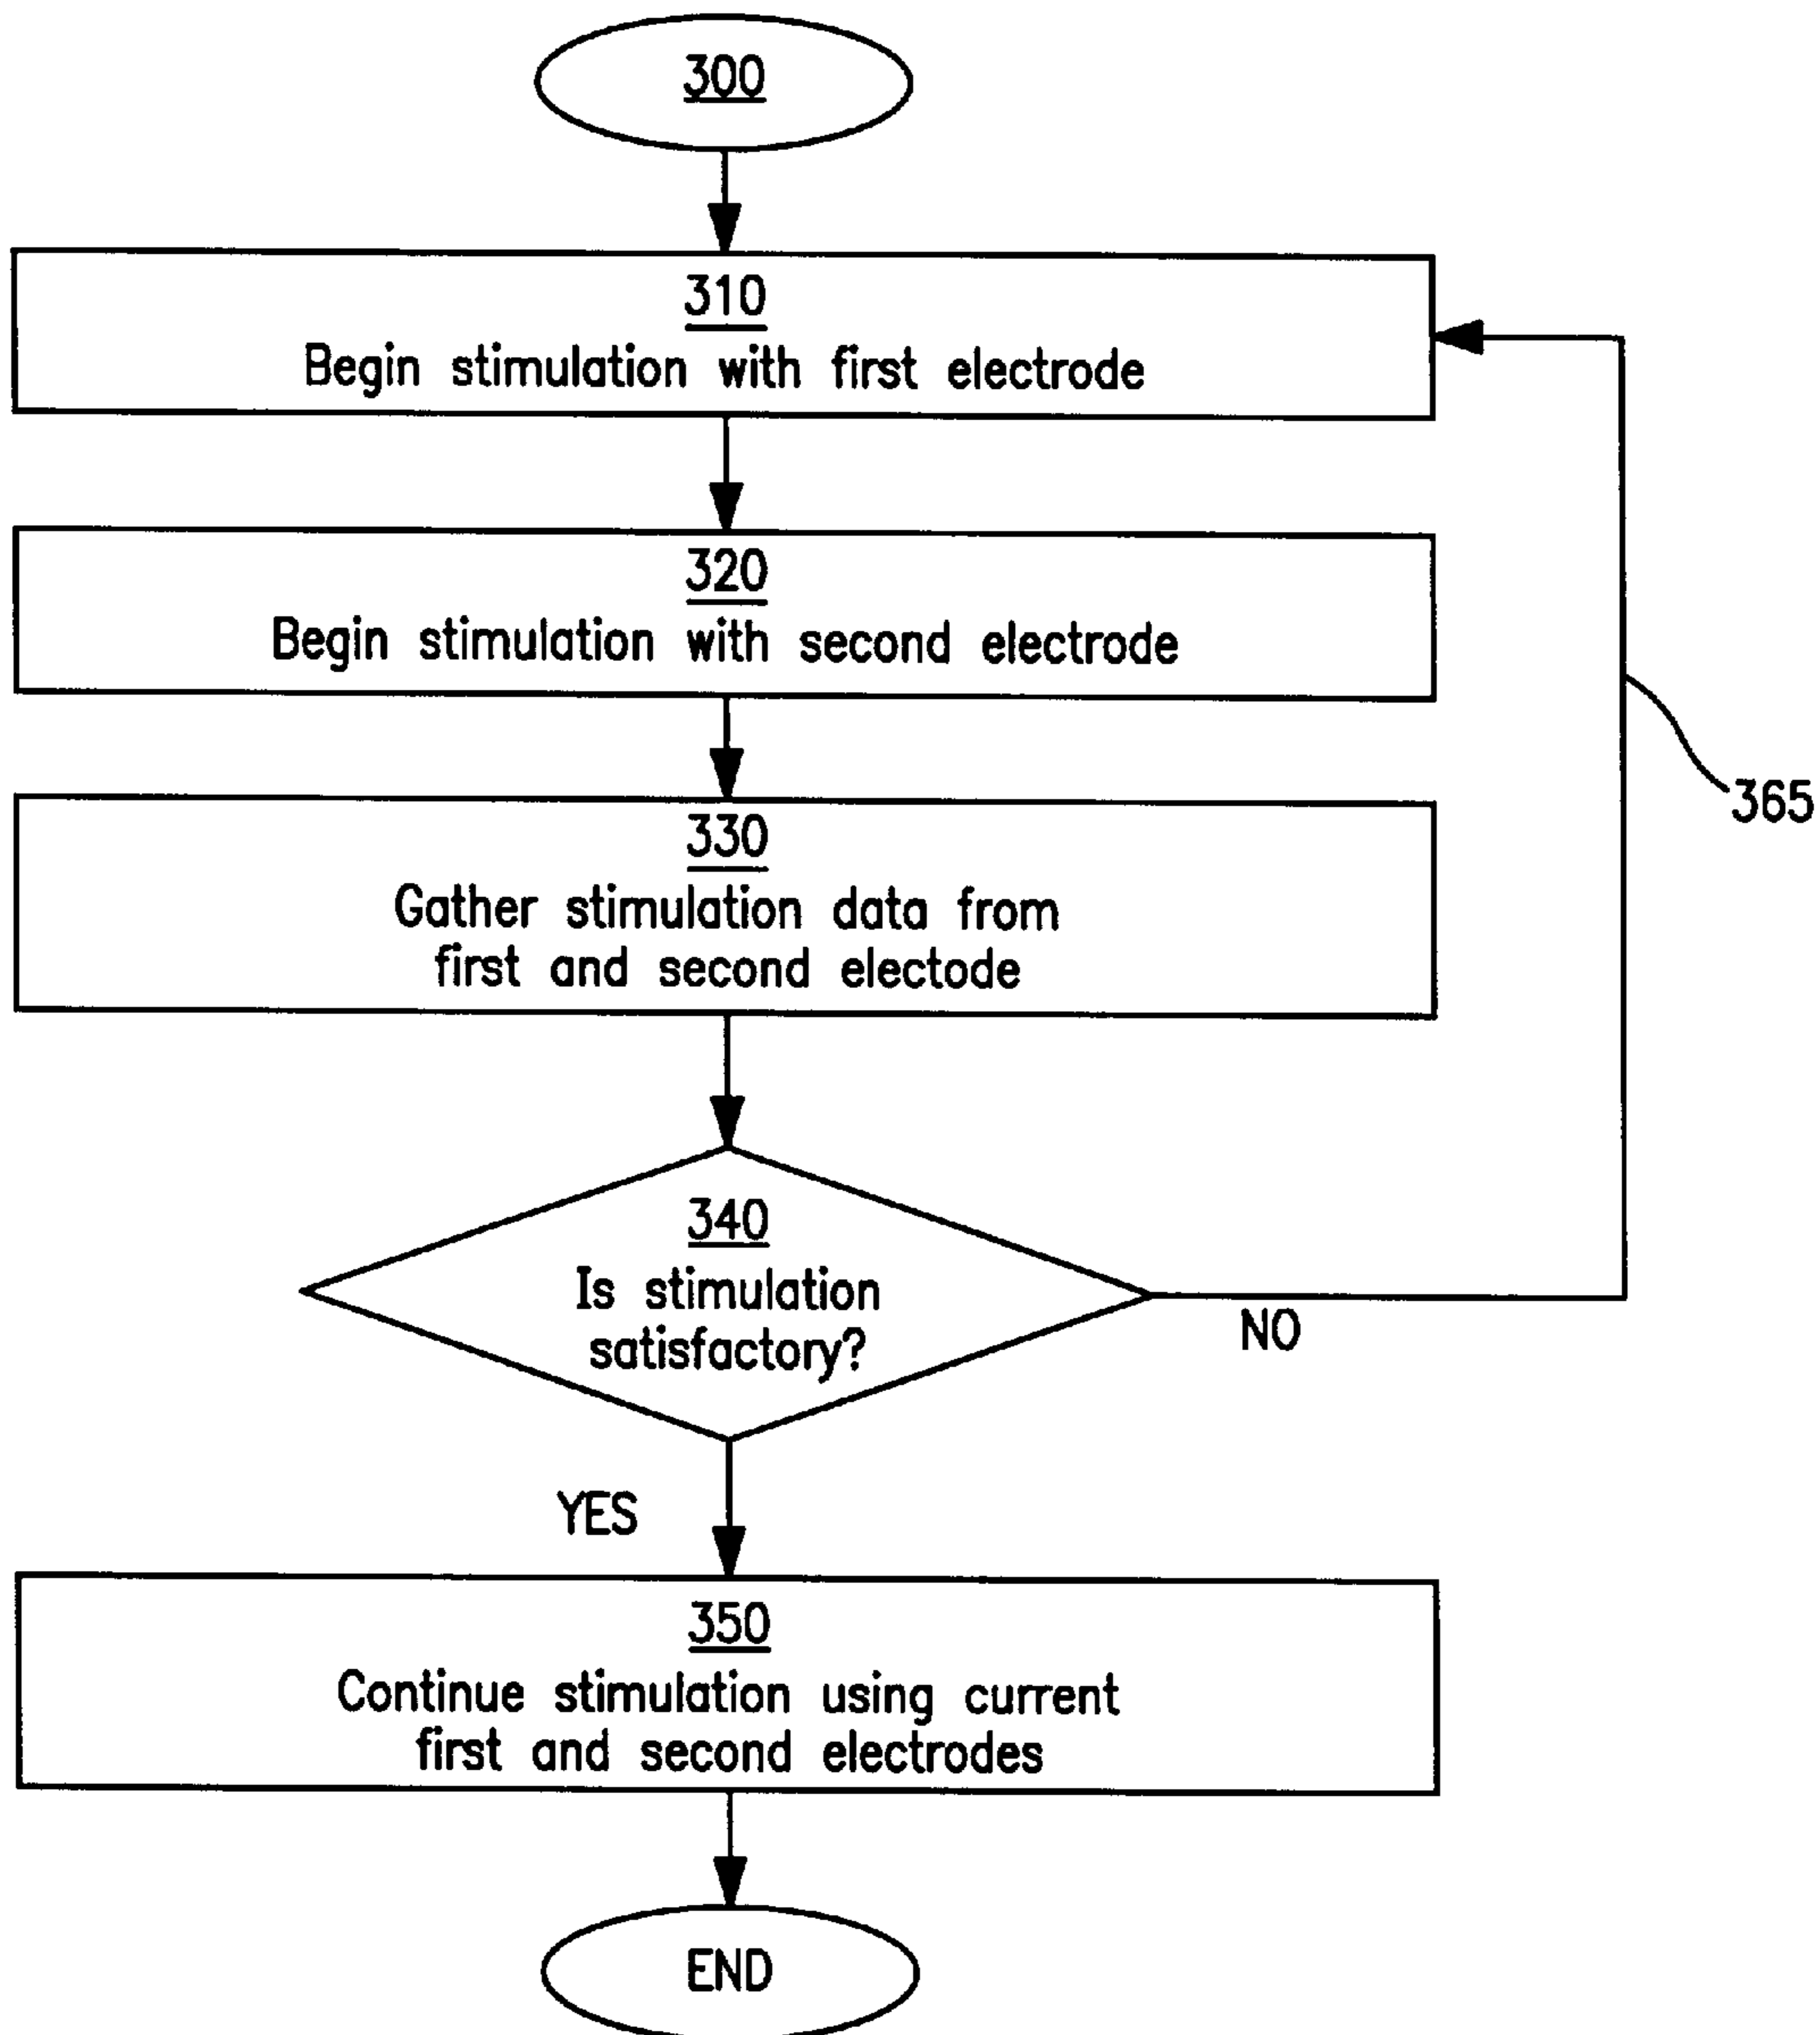 300
310
Begin stimulation with first electrode
320
Begin stimulation with second electrode
365
330
Gather stimulation data from
first and second electode
340
Is stimulation
satisfactory?
NO
YES
350
Continue stimulation using current
first and second electrodes
END